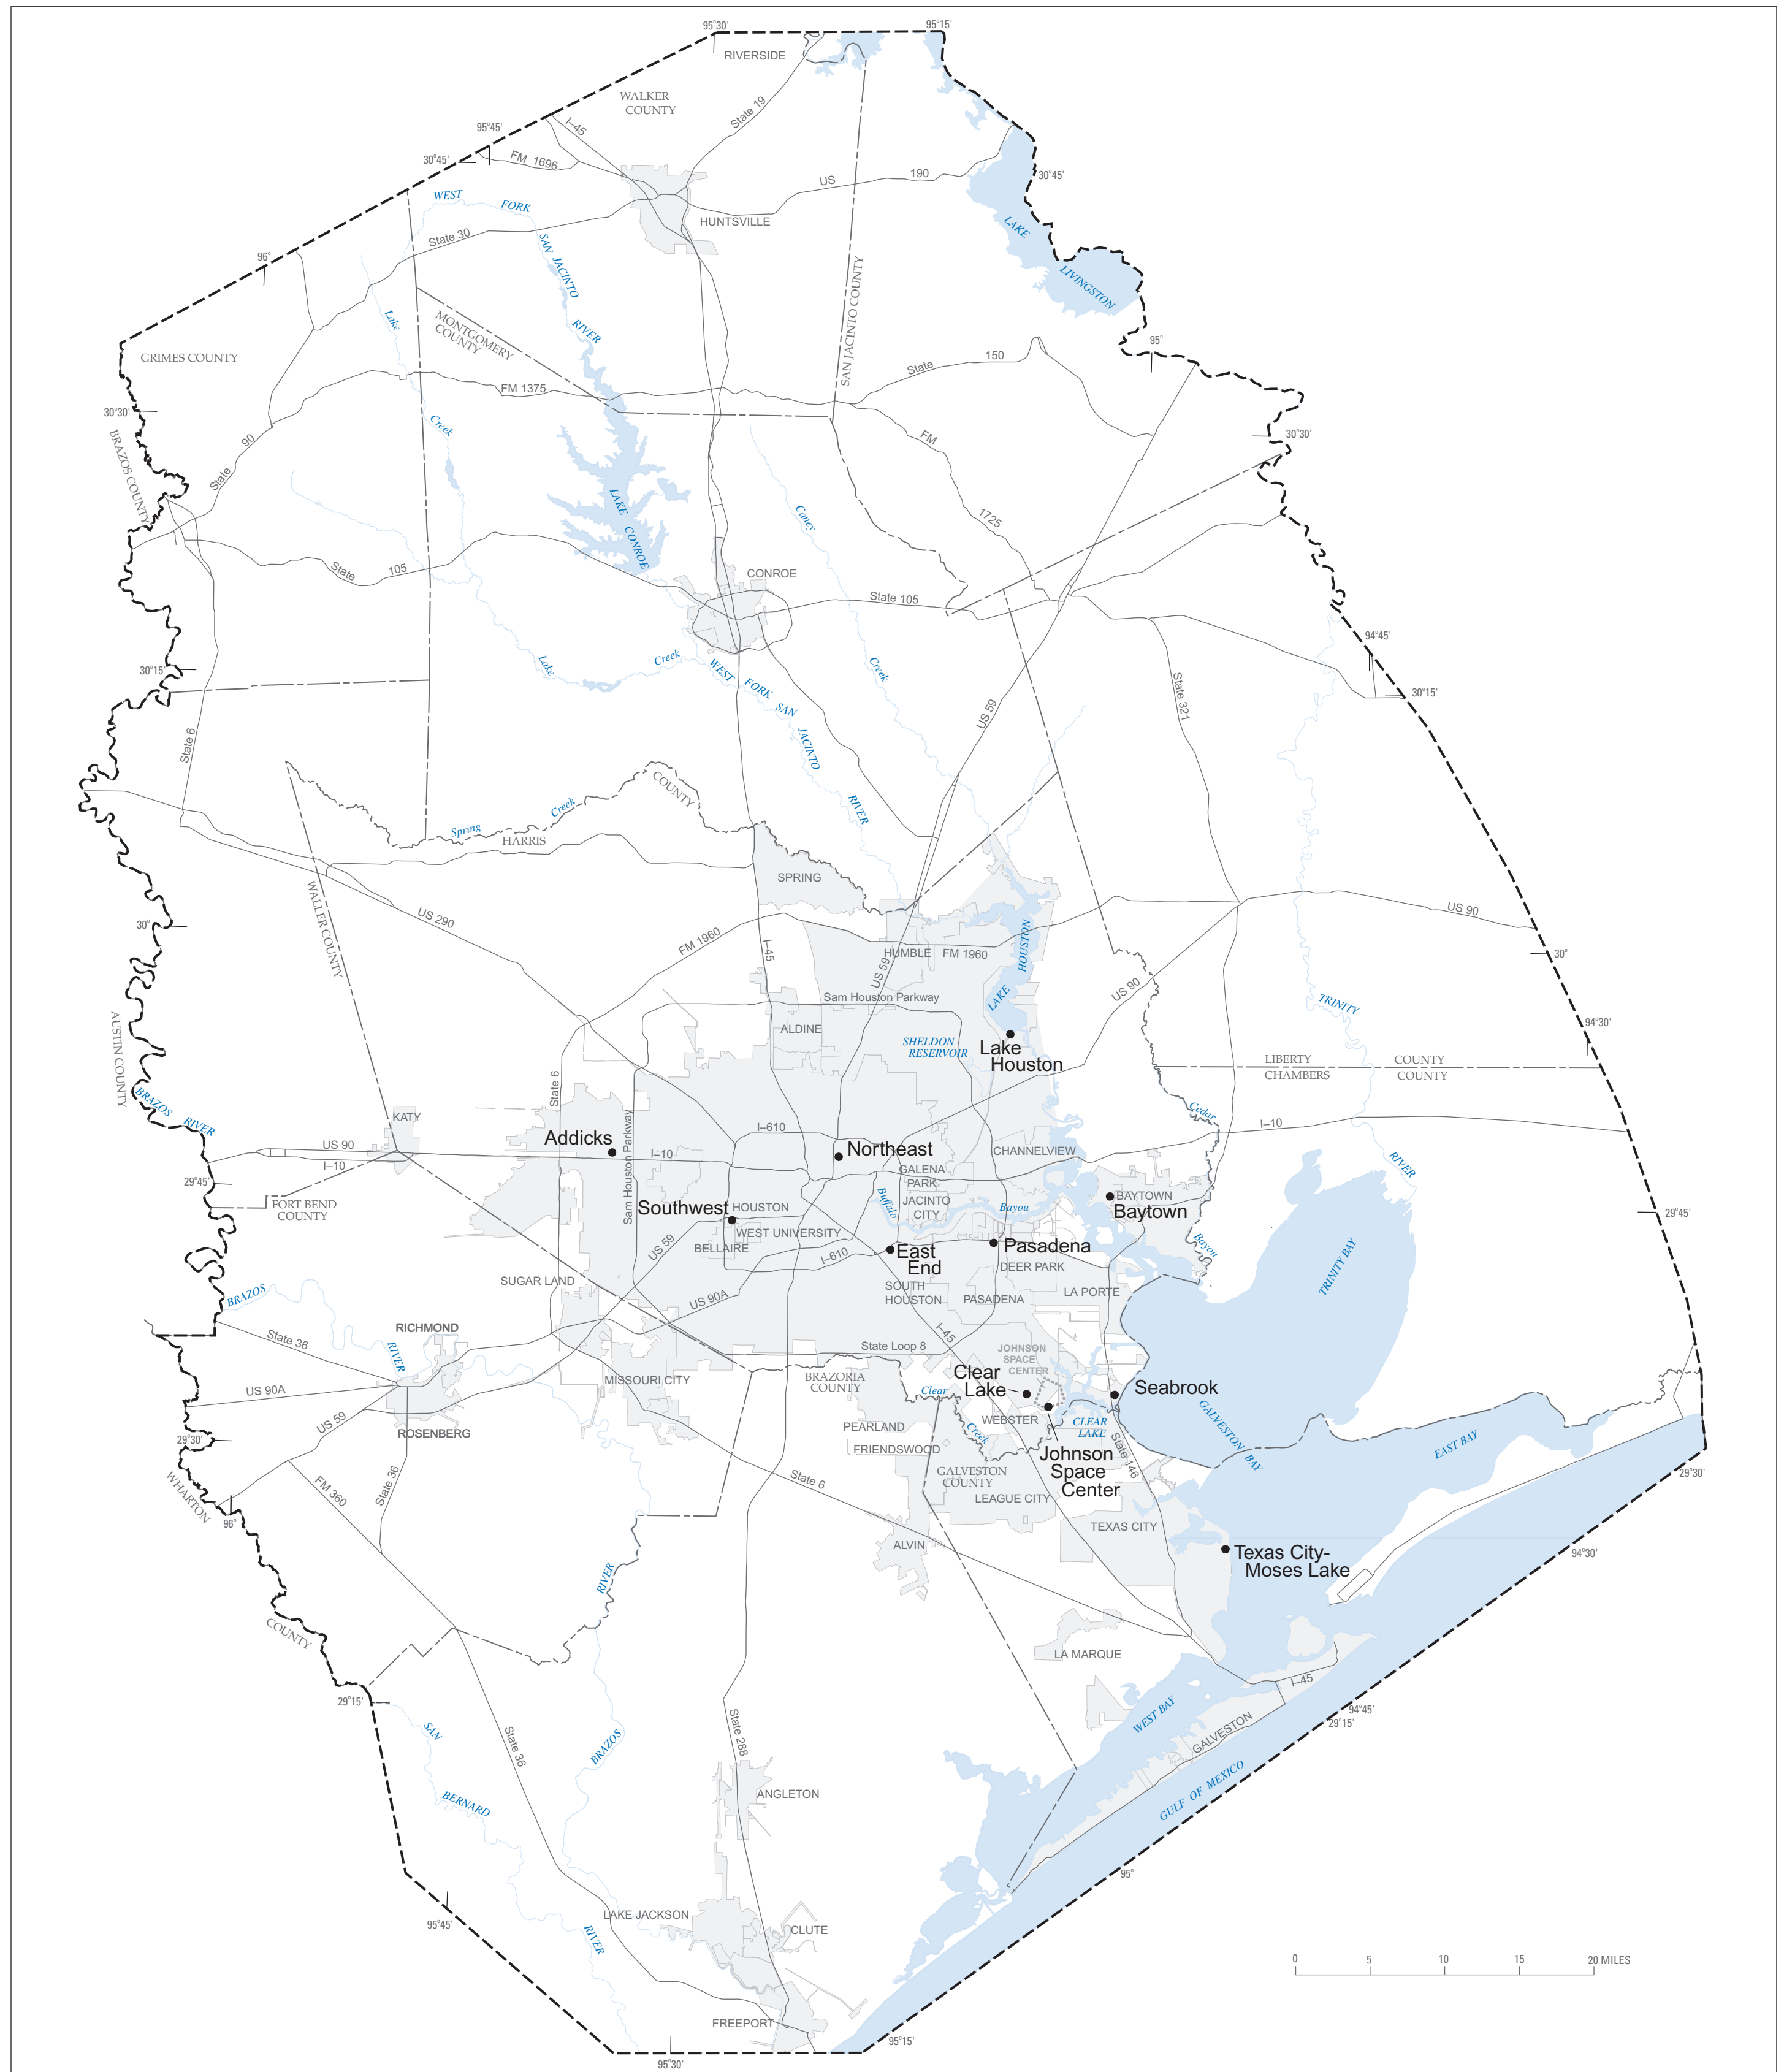 95°30'
95°15'
RIVERSIDE
WALKER
COUNTY
State 19
I–45
95°45'
30°45'
FM 1696
US
190
30°45'
WEST
FORK
HUNTSVILLE
LAKE
State 30
SAN JACINTO
96°
SAN JACINTO COUNTY
LIVINGSTON
Lake
MONTGOMERY
COUNTY
RIVER
GRIMES COUNTY
95°
State
150
FM 1375
30°30'
Creek
30°30'
BRAZOS COUNTY
90
State
FM
LAKE
CONROE
Caney
1725
State
105
CONROE
State 105
94°45'
30°15'
Lake
Creek
WEST
FORK
SAN
JACINTO
Creek
30°15'
State 321
US 59
State 6
COUNTY
RIVER
Spring
Creek
HARRIS
SPRING
WALLER COUNTY
US 290
US 90
30°
FM 1960
I–45
HUMBLE
FM 1960
HOUSTON
30°
US 59
US 90
Sam Houston Parkway
LAKE
TRINITY
ALDINE
94°30'
SHELDON
RESERVOIR
Lake
Houston
AUSTIN COUNTY
LIBERTY
COUNTY
CHAMBERS
COUNTY
State 6
BRAZOS
RIVER
KATY
Sam Houston Parkway
Cedar
I–610
I–10
US 90
Addicks
Northeast
CHANNELVIEW
I–10
I–10
GALENA
PARK
RIVER
29°45'
FORT BEND
COUNTY
Southwest
HOUSTON
Buffalo
JACINTO
CITY
Bayou
BAYTOWN
Baytown
29°45'
WEST UNIVERSITY
BELLAIRE
US 59
I–610
East
End
Pasadena
Bayou
TRINITY BAY
DEER PARK
SUGAR LAND
SOUTH
HOUSTON
PASADENA
LA PORTE
BRAZOS
US 90A
RICHMOND
State 36
RIVER
I–45
State Loop 8
JOHNSON
SPACE
CENTER
US 90A
MISSOURI CITY
BRAZORIA
COUNTY
Clear
Clear
Lake
Seabrook
US 59
ROSENBERG
PEARLAND
WEBSTER
CLEAR
LAKE
GALVESTON BAY
29°30'
FRIENDSWOOD
Creek
Johnson
Space
Center
State 146
EAST BAY
29°30'
WHARTON
FM 360
State 36
State 6
GALVESTON
COUNTY
LEAGUE CITY
96°
TEXAS CITY
ALVIN
Texas City-
Moses Lake
94°30'
RIVER
COUNTY
LA MARQUE
I–45
29°15'
94°45'
29°15'
SAN
State 36
BRAZOS
State 288
WEST BAY
GALVESTON
GULF OF MEXICO
BERNARD
ANGLETON
95°
95°45'
LAKE JACKSON
CLUTE
RIVER
0
5
10
15
20 MILES
FREEPORT
95°15'
95°30'